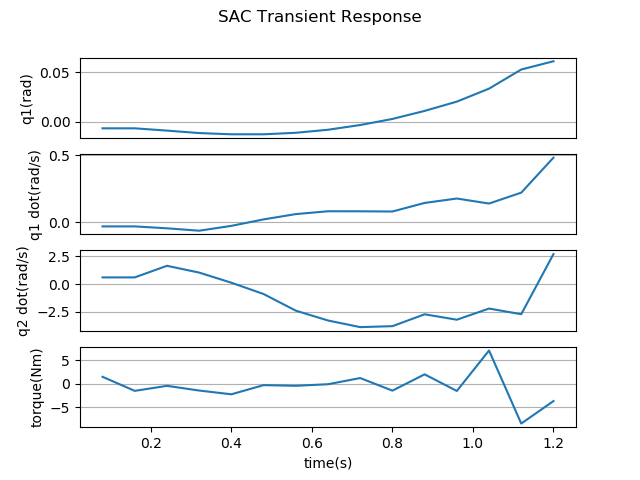 SAC Transient Response
0.05
0.00
q1(rad)
0.5
0.0
q1 dot(rad/s)
2.5
0.0
−2.5
q2 dot(rad/s)
5
0
−5
torque(Nm)
0.2 0.4 0.6 0.8 1.0 1.2
time(s)